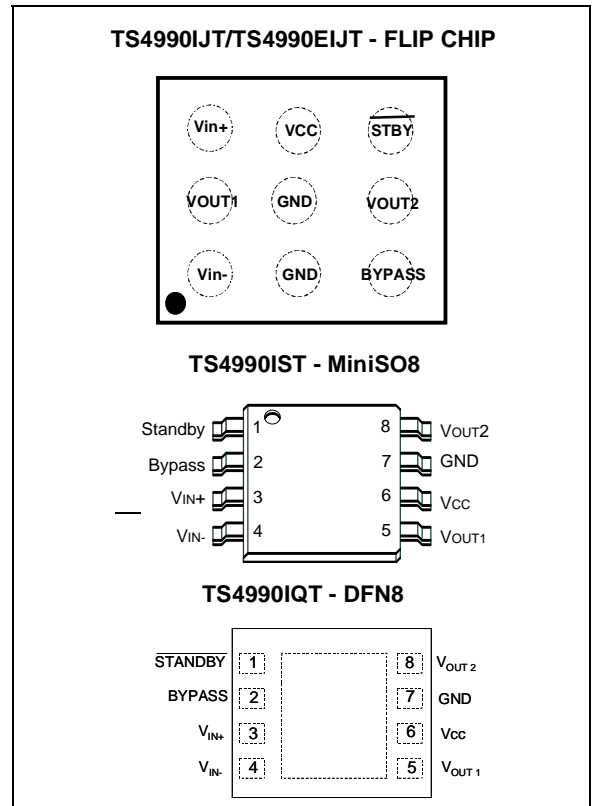 TS4990IJT/TS4990EIJT - FLIP CHIP
Vin+ VCC STBY
VOUT1 GND VOUT2
Vin- GND BYPASS
TS4990IST - MiniSO8
Standby 1 8 VOUT2
Bypass 2 7 GND
VIN+ 3 6 VCC
VIN- 4 5 VOUT1
TS4990IQT - DFN8
STANDBY 1 8 VOUT 2
BYPASS 2 7 GND
VIN+ 3 6 Vcc
VIN- 4 5 VOUT 1